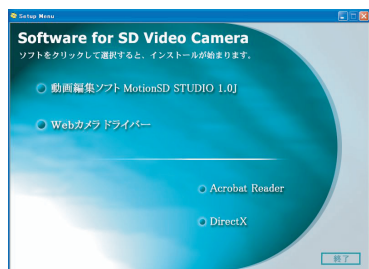 Setup Menu
Software for SD Video Camera
ソフトをクリックして選択すると、インストールが始まります。
動画編集ソフト MotionSD STUDIO 1.0J
Webカメラ ドライバー
Acrobat Reader
DirectX
終了